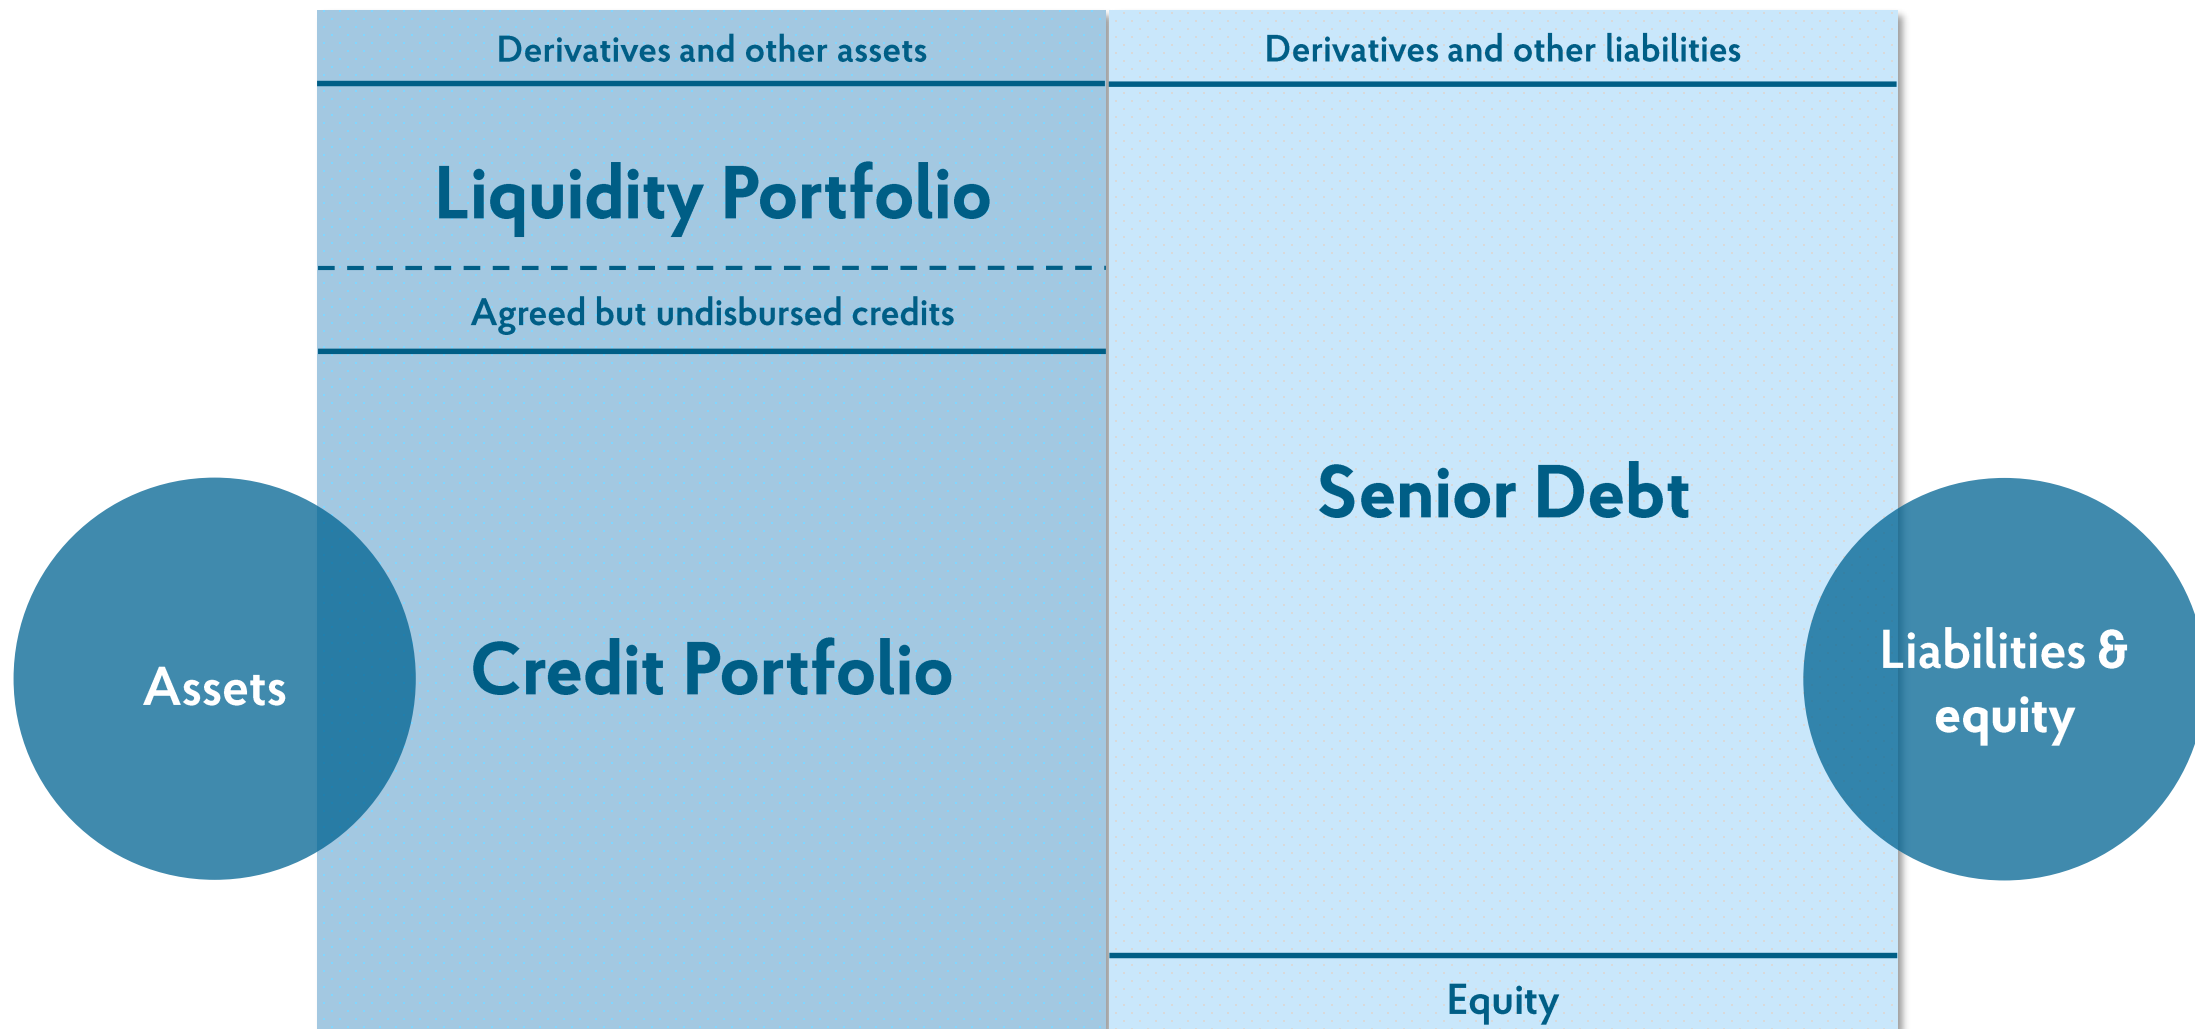 Derivatives and other assets
Liquidity Portfolio
Agreed but undisbursed credits
Credit Portfolio
Assets
Derivatives and other liabilities
Senior Debt
Equity
Liabilities &
equity